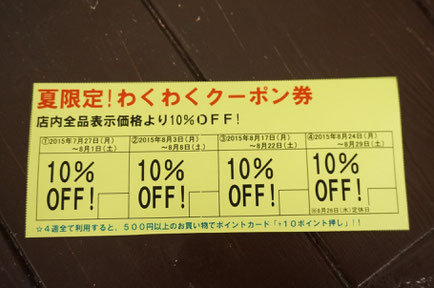 夏限定!わくわくクーポン券
店内全品表示価格より10%OFF!
①2015年7月27日(月)
～8月1日(土)
②2015年8月3日(月)
～8月8日(土)
③2015年8月17日(月)
～8月22日(土)
④2015年8月24日(月)
～8月29日(土)
10%
OFF!
10%
OFF!
10%
OFF!
10%
OFF!
※8月26日(水)定休日
☆4週全て利用すると、500円以上のお買い物でポイントカード「+10ポイント押し」!!